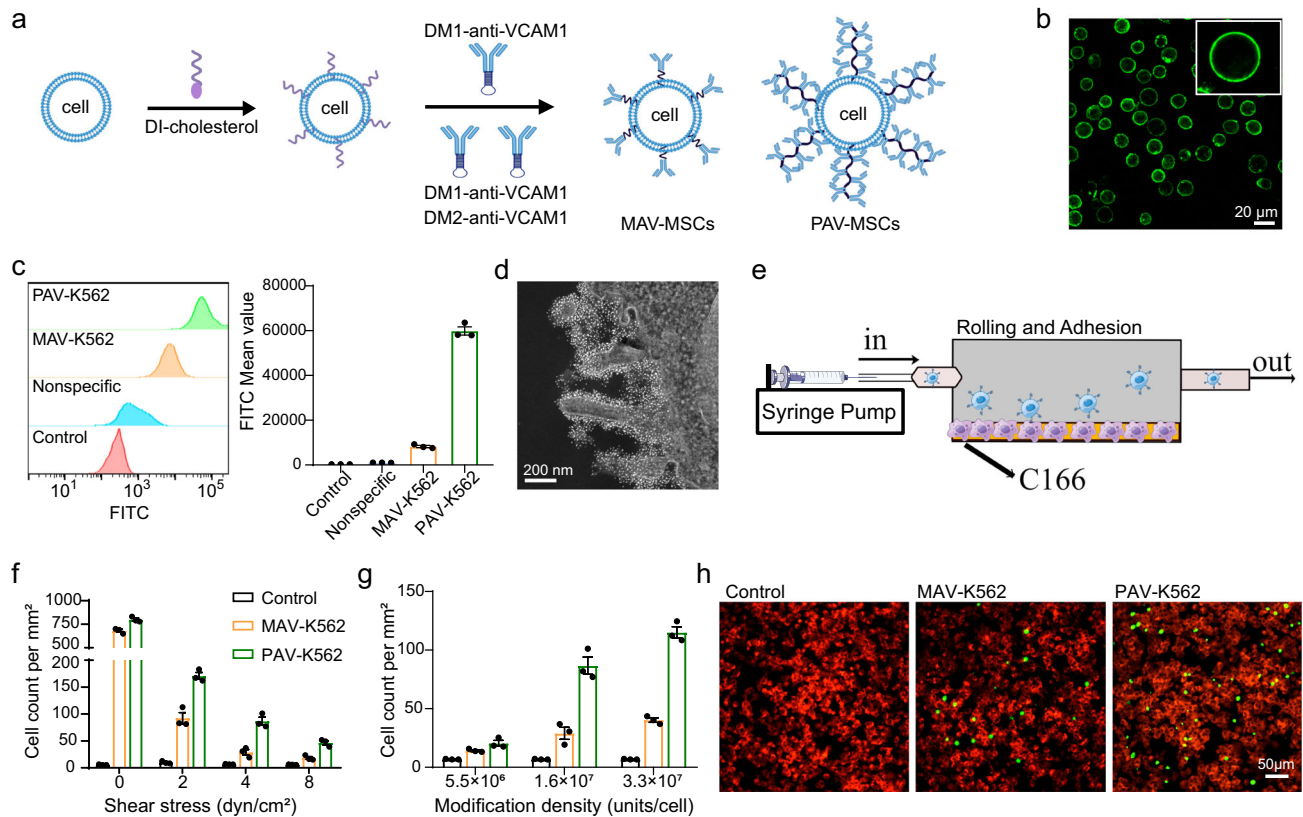 a
cell
DI-cholesterol
cell
DM1-anti-VCAM1
DM1-anti-VCAM1
DM2-anti-VCAM1
cell
MAV-MSCs
cell
PAV-MSCs
b
20 µm
c
PAV-K562
MAV-K562
Nonspecific
Control
10¹ 10³ 10⁵
FITC
FITC Mean value
80000
60000
40000
20000
0
Control
Nonspecific
MAV-K562
PAV-K562
d
200 nm
e
Rolling and Adhesion
in
out
Syringe Pump
C166
f
Cell count per mm²
1000
750
500
200
150
100
50
0
0 2 4 8
Shear stress (dyn/cm²)
Control
MAV-K562
PAV-K562
g
Cell count per mm²
150
100
50
0
5.5×10⁶ 1.6×10⁷ 3.3×10⁷
Modification density (units/cell)
h
Control
MAV-K562
PAV-K562
50µm